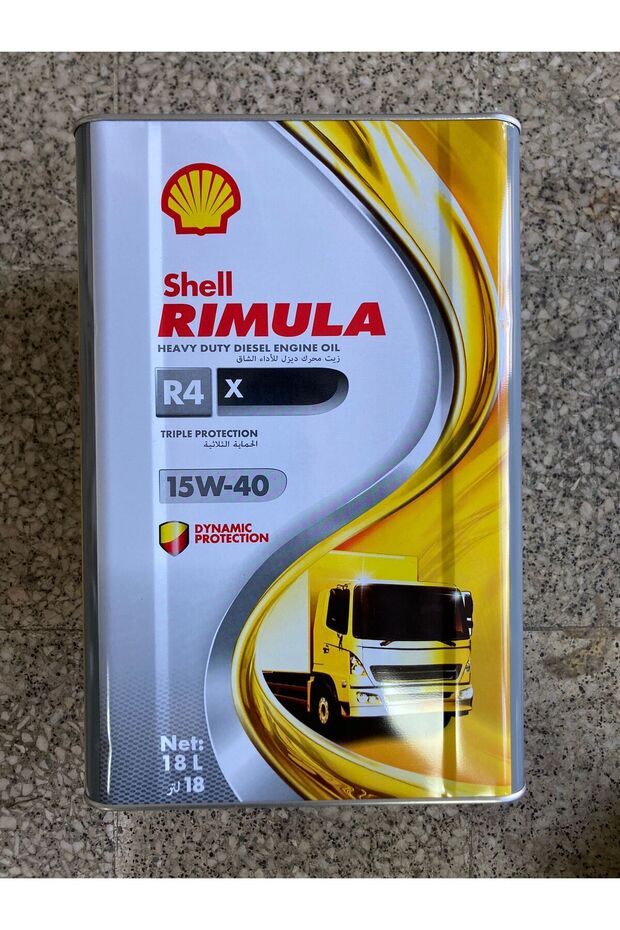 Shell
RIMULA
HEAVY DUTY DIESEL ENGINE OIL
زيت محرك ديزل للأداء الشاق
R4 X
TRIPLE PROTECTION
الحماية الثلاثية
15W-40
DYNAMIC
PROTECTION
Net:
18 L
18 لتر